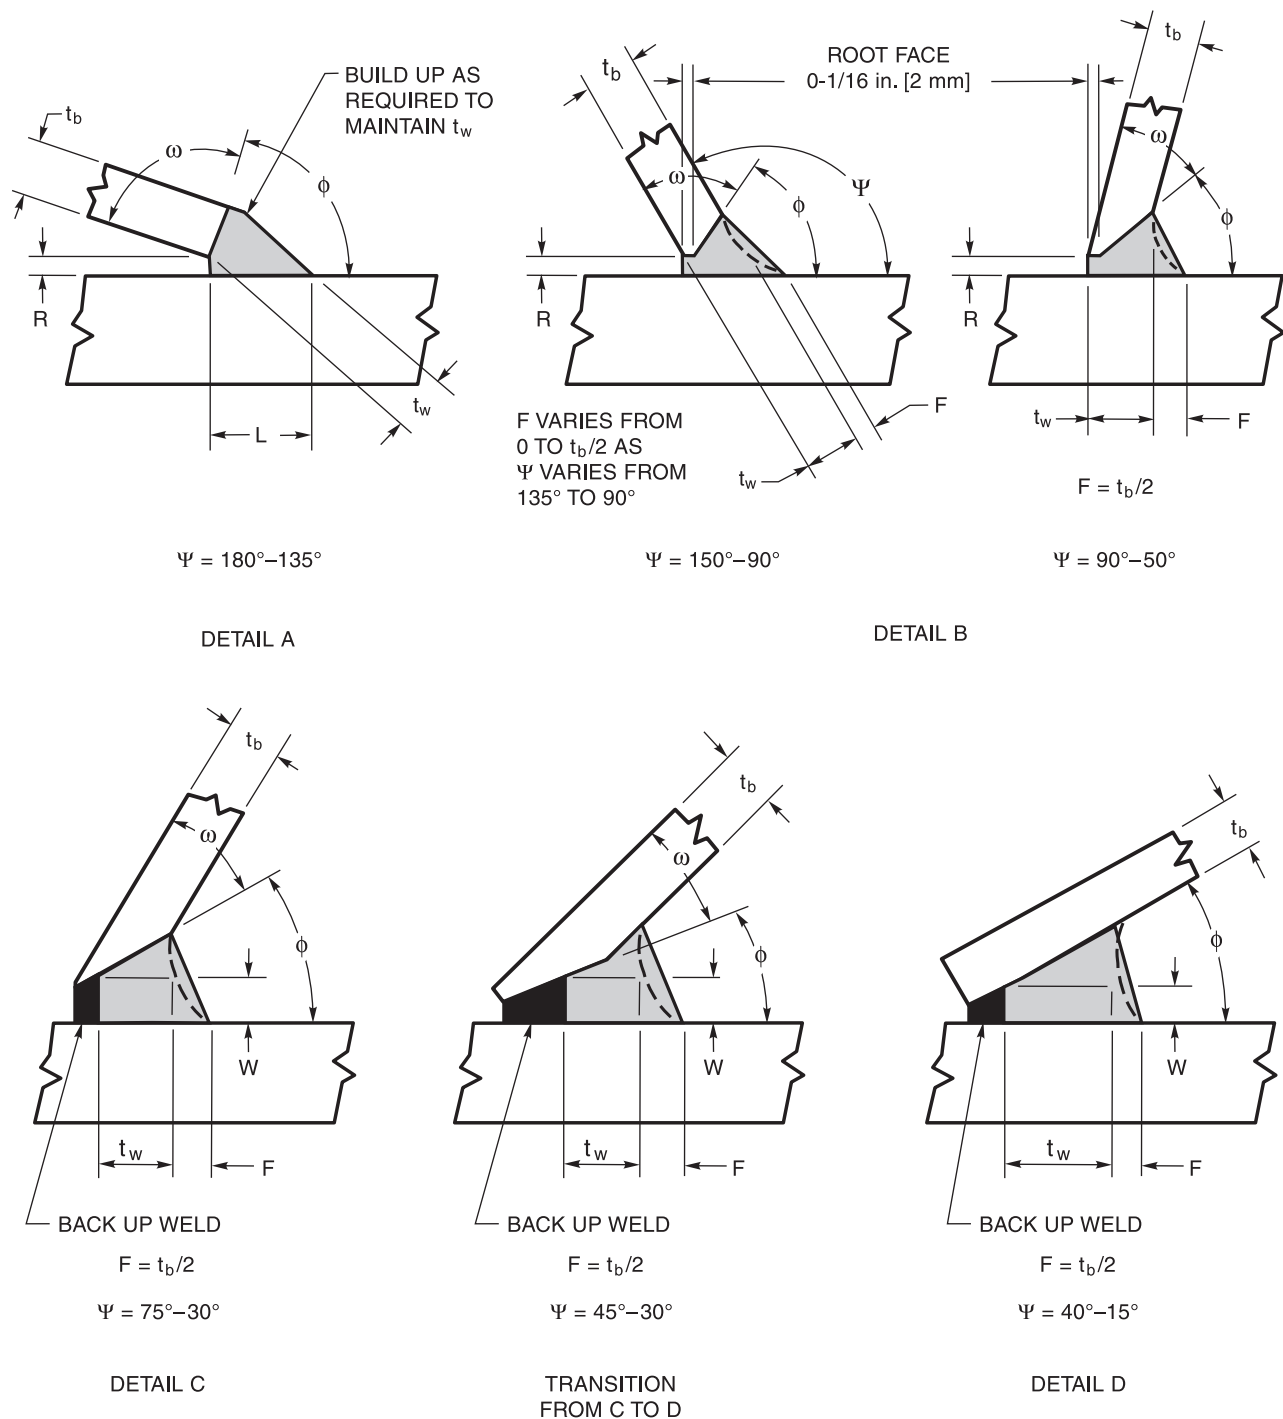 BUILD UP AS
REQUIRED TO
MAINTAIN tw
tb
ω
ϕ
R
L
tw
Ψ = 180°–135°
DETAIL A
tb
ROOT FACE
0-1/16 in. [2 mm]
ω
ϕ
Ψ
R
F VARIES FROM
0 TO tb/2 AS
Ψ VARIES FROM
135° TO 90°
tw
F
Ψ = 150°–90°
tb
ω
ϕ
R
tw
F
F = tb/2
Ψ = 90°–50°
DETAIL B
tb
ω
ϕ
W
tw
F
BACK UP WELD
F = tb/2
Ψ = 75°–30°
DETAIL C
tb
ω
ϕ
W
tw
F
BACK UP WELD
F = tb/2
Ψ = 45°–30°
TRANSITION
FROM C TO D
tb
ϕ
W
tw
F
BACK UP WELD
F = tb/2
Ψ = 40°–15°
DETAIL D